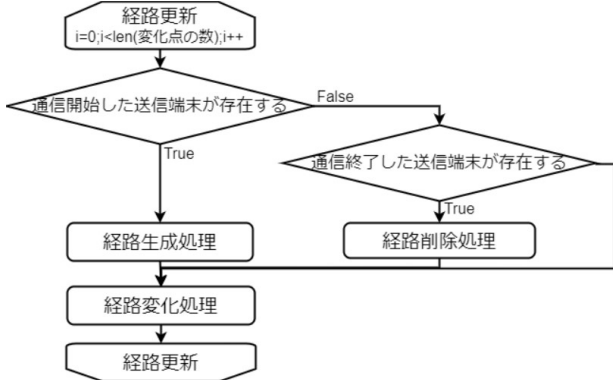 経路更新
i=0;i<len(変化点の数);i++
通信開始した送信端末が存在する
False
True
通信終了した送信端末が存在する
True
経路生成処理
経路削除処理
経路変化処理
経路更新